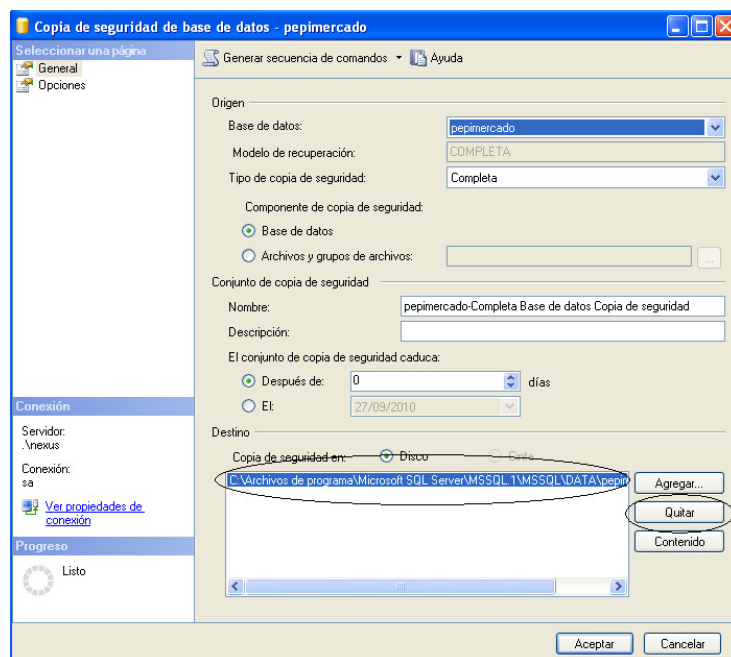 Copia de seguridad de base de datos - pepimercado
Seleccionar una página
General
Opciones
Generar secuencia de comandos
Ayuda
Origen
Base de datos:
pepimercado
Modelo de recuperación:
COMPLETA
Tipo de copia de seguridad:
Completa
Componente de copia de seguridad:
Base de datos
Archivos y grupos de archivos:
...
Conjunto de copia de seguridad
Nombre:
pepimercado-Completa Base de datos Copia de seguridad
Descripción:
El conjunto de copia de seguridad caduca:
Después de:
0
días
El:
27/09/2010
Conexión
Servidor:
.\nexus
Conexión:
sa
Ver propiedades de
conexión
Progreso
Listo
Destino
Copia de seguridad en:
Disco
Cinta
C:\Archivos de programa\Microsoft SQL Server\MSSQL.1\MSSQL\DATA\pepin
Agregar...
Quitar
Contenido
Aceptar
Cancelar